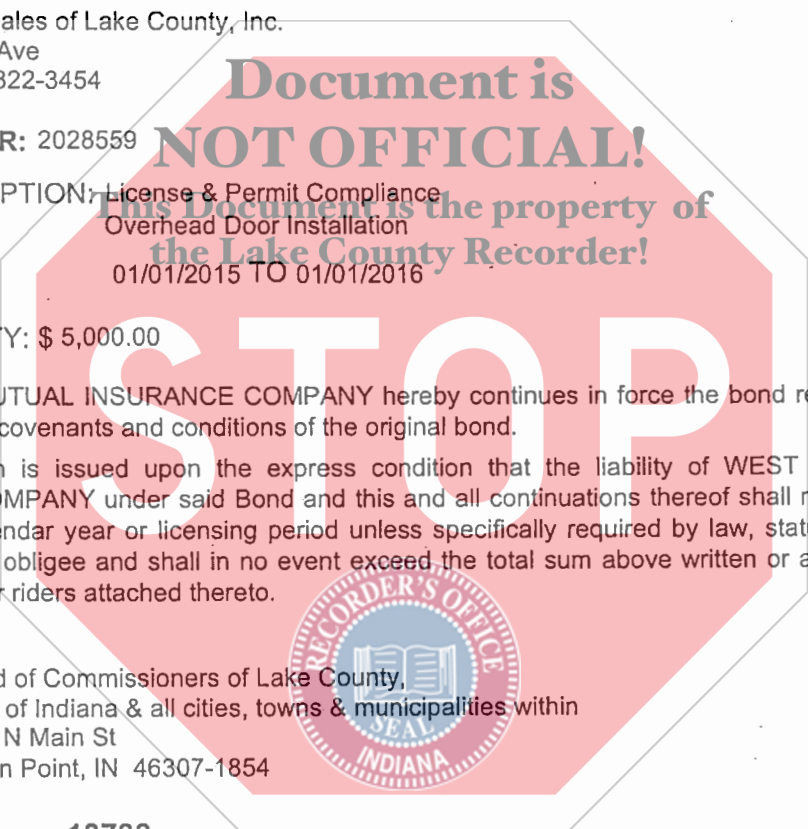 ales of Lake County, Inc.
Ave
322-3454
Document is
NOT OFFICIAL!
R: 2028559
PTION: License & Permit Compliance
This Document is the property of
Overhead Door Installation
the Lake County Recorder!
01/01/2015 TO 01/01/2016
STOP
Y: $ 5,000.00
UTUAL INSURANCE COMPANY hereby continues in force the bond re
covenants and conditions of the original bond.
n is issued upon the express condition that the liability of WEST
OMPANY under said Bond and this and all continuations thereof shall n
endar year or licensing period unless specifically required by law, statu
obligee and shall in no event exceed the total sum above written or a
r riders attached thereto.
RECORDER'S OFFICE
SEAL
INDIANA
d of Commissioners of Lake County,
of Indiana & all cities, towns & municipalities within
N Main St
n Point, IN 46307-1854